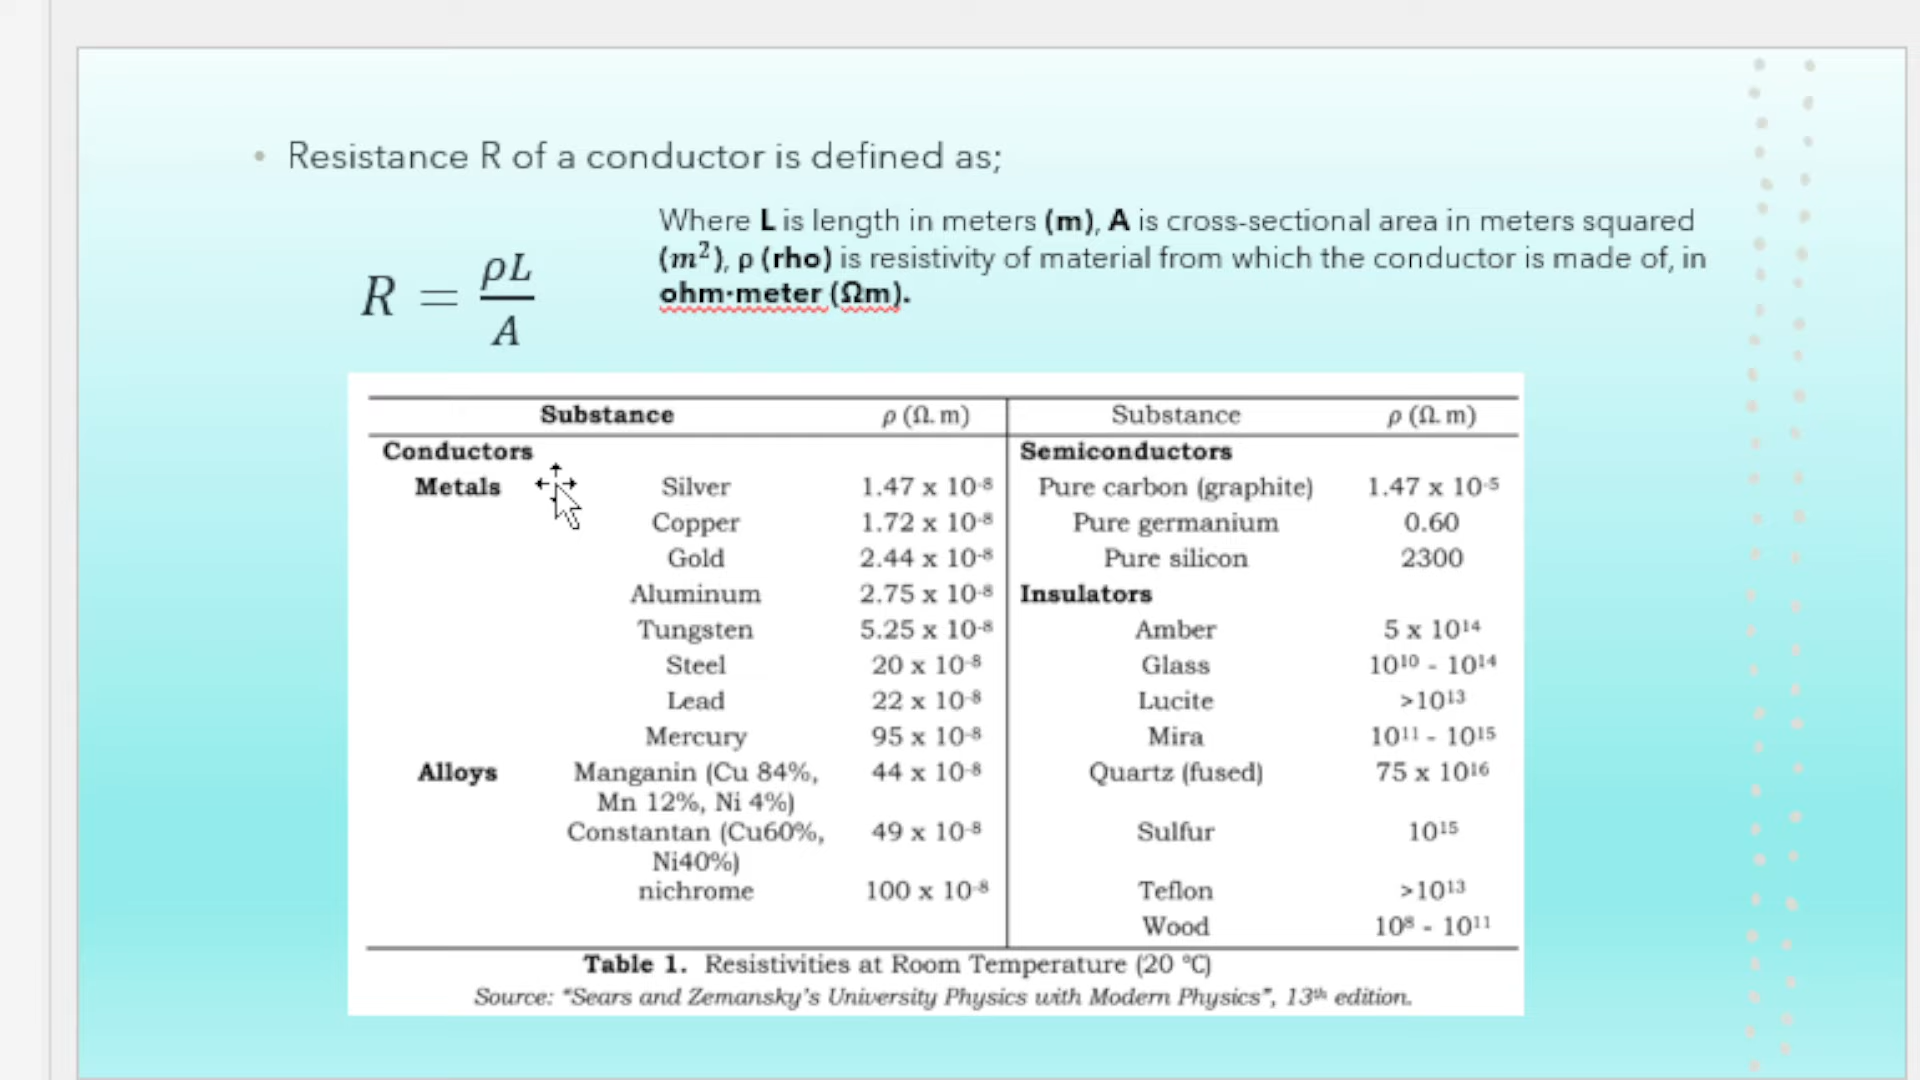 • Resistance R of a conductor is defined as;
Where L is length in meters (m), A is cross-sectional area in meters squared
(m²), ρ (rho) is resistivity of material from which the conductor is made of, in
ohm·meter (Ωm).
R = ρL/A
Substance ρ (Ω. m) Substance ρ (Ω. m)
Conductors Semiconductors
Metals Silver 1.47 x 10⁻⁸ Pure carbon (graphite) 1.47 x 10⁻⁵
Copper 1.72 x 10⁻⁸ Pure germanium 0.60
Gold 2.44 x 10⁻⁸ Pure silicon 2300
Aluminum 2.75 x 10⁻⁸ Insulators
Tungsten 5.25 x 10⁻⁸ Amber 5 x 10¹⁴
Steel 20 x 10⁻⁸ Glass 10¹⁰ - 10¹⁴
Lead 22 x 10⁻⁸ Lucite >10¹³
Mercury 95 x 10⁻⁸ Mira 10¹¹ - 10¹⁵
Alloys Manganin (Cu 84%, 44 x 10⁻⁸ Quartz (fused) 75 x 10¹⁶
Mn 12%, Ni 4%)
Constantan (Cu60%, 49 x 10⁻⁸ Sulfur 10¹⁵
Ni40%)
nichrome 100 x 10⁻⁸ Teflon >10¹³
Wood 10⁸ - 10¹¹
Table 1. Resistivities at Room Temperature (20 °C)
Source: "Sears and Zemansky's University Physics with Modern Physics", 13th edition.